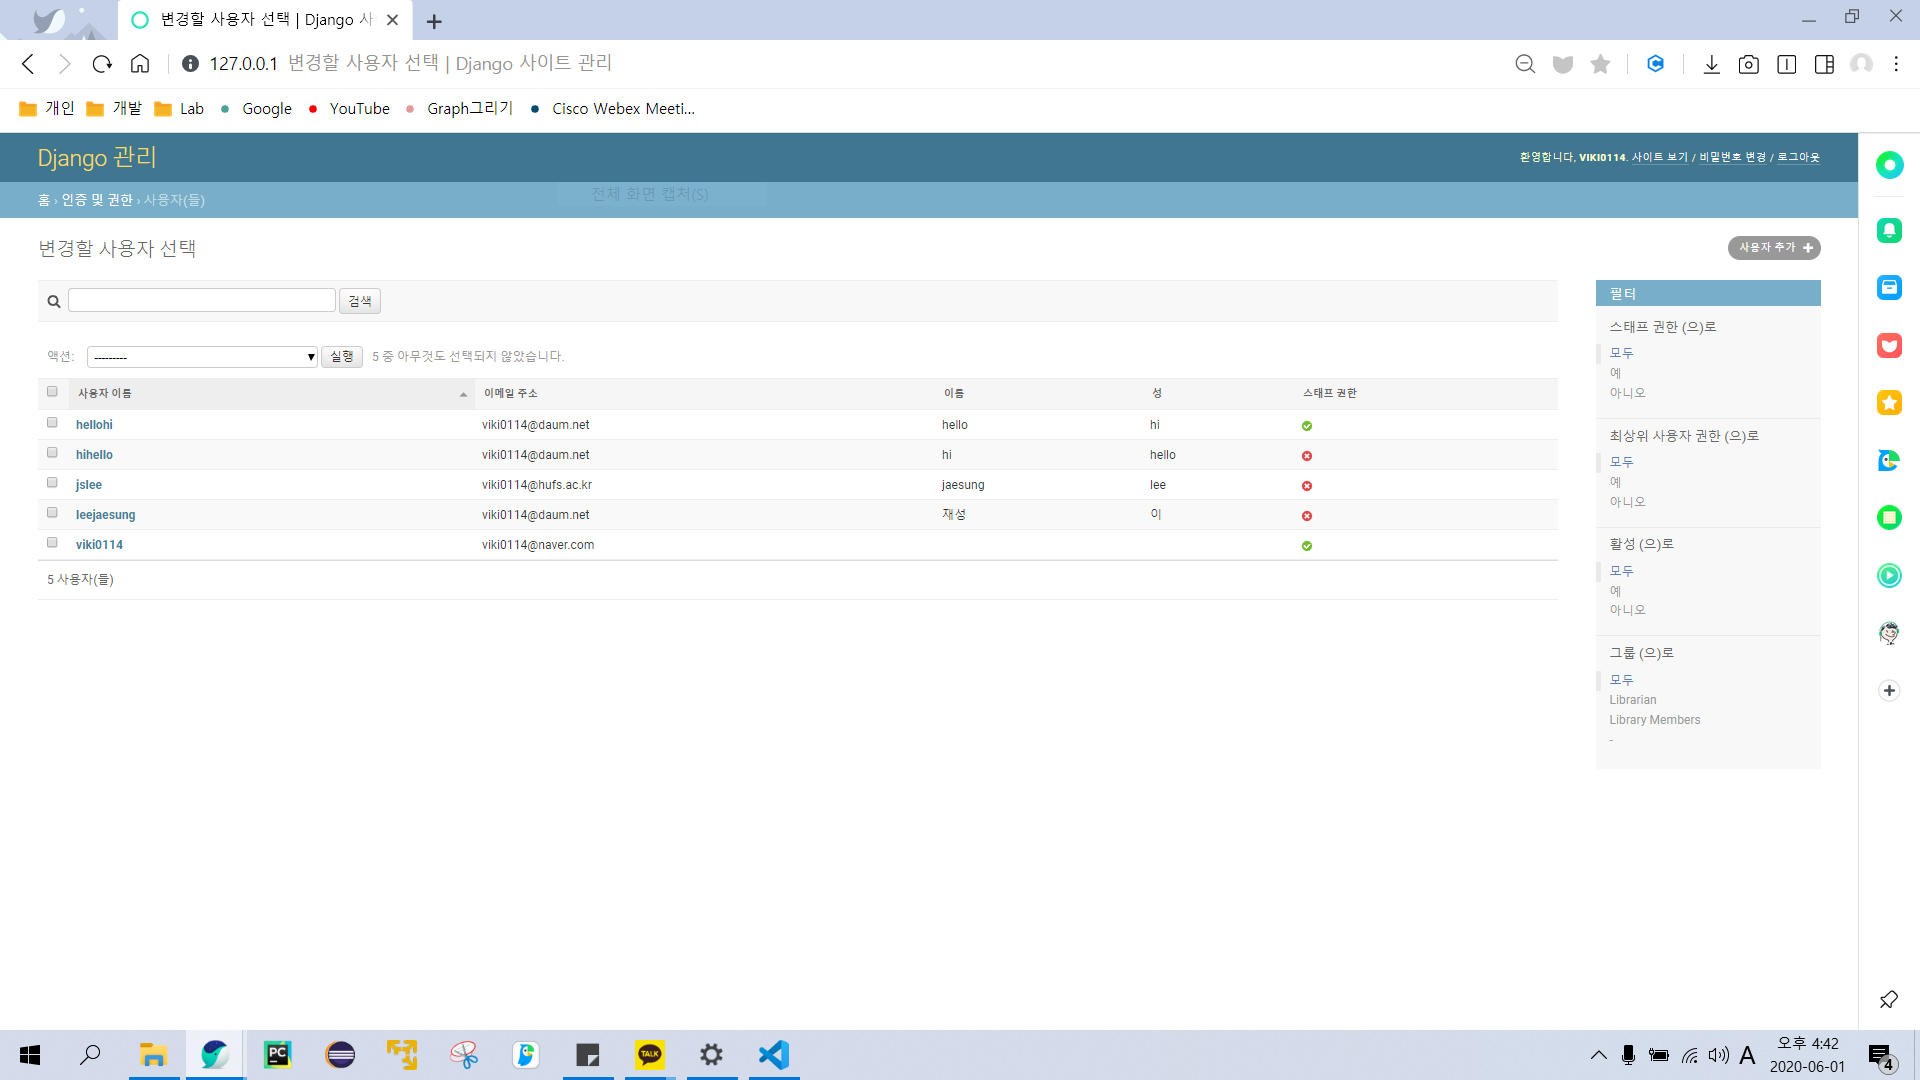 변경할 사용자 선택 | Django 사
127.0.0.1 변경할 사용자 선택 | Django 사이트 관리
개인 개발 Lab Google YouTube Graph그리기 Cisco Webex Meeti...
Django 관리
환영합니다, VIKI0114. 사이트 보기 / 비밀번호 변경 / 로그아웃
홈 › 인증 및 권한 › 사용자(들)
전체 화면 캡처(S)
변경할 사용자 선택
사용자 추가
검색
액션: --------- 실행 5 중 아무것도 선택되지 않았습니다.
사용자 이름 이메일 주소 이름 성 스태프 권한
hellohi viki0114@daum.net hello hi
hihello viki0114@daum.net hi hello
jslee viki0114@hufs.ac.kr jaesung lee
leejaesung viki0114@daum.net 재성 이
viki0114 viki0114@naver.com
5 사용자(들)
필터
스태프 권한 (으)로
모두
예
아니오
최상위 사용자 권한 (으)로
모두
예
아니오
활성 (으)로
모두
예
아니오
그룹 (으)로
모두
Librarian
Library Members
-
PC
TALK
A
오후 4:42
2020-06-01
4